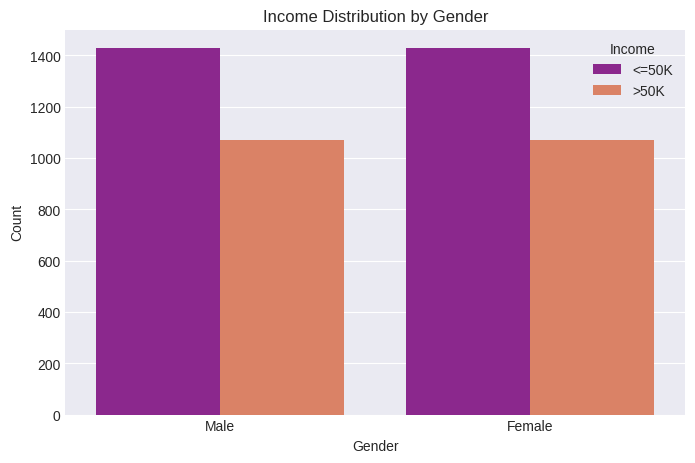 Income Distribution by Gender
Income
<=50K
>50K
1400
1200
1000
800
600
400
200
0
Count
Male
Female
Gender